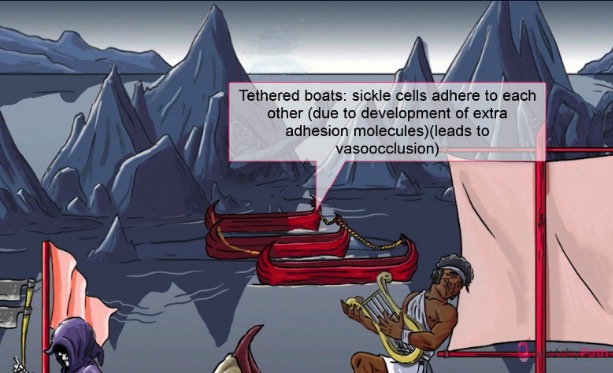 Tethered boats: sickle cells adhere to each
other (due to development of extra
adhesion molecules)(leads to
vasoocclusion)